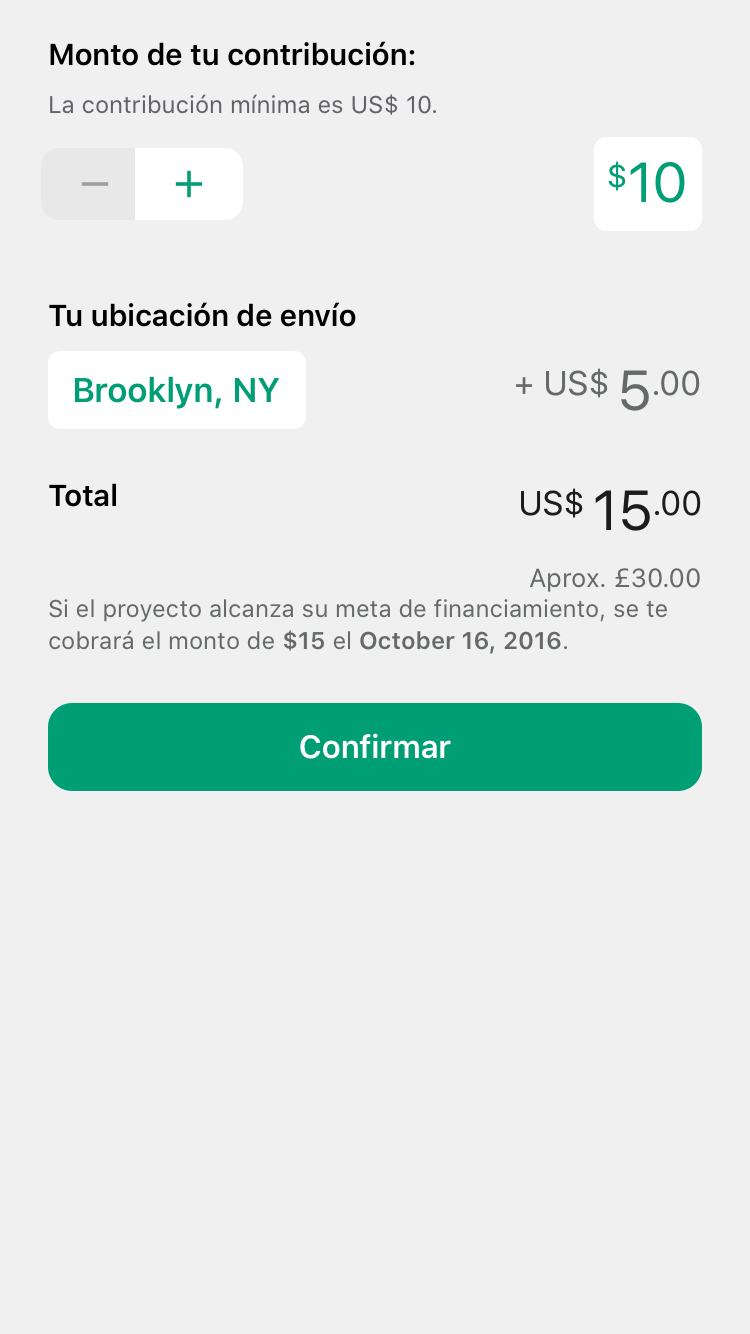 Monto de tu contribución:
La contribución mínima es US$ 10.
$10
Tu ubicación de envío
Brooklyn, NY
+ US$ 5.00
Total
US$ 15.00
Aprox. £30.00
Si el proyecto alcanza su meta de financiamiento, se te
cobrará el monto de $15 el October 16, 2016.
Confirmar